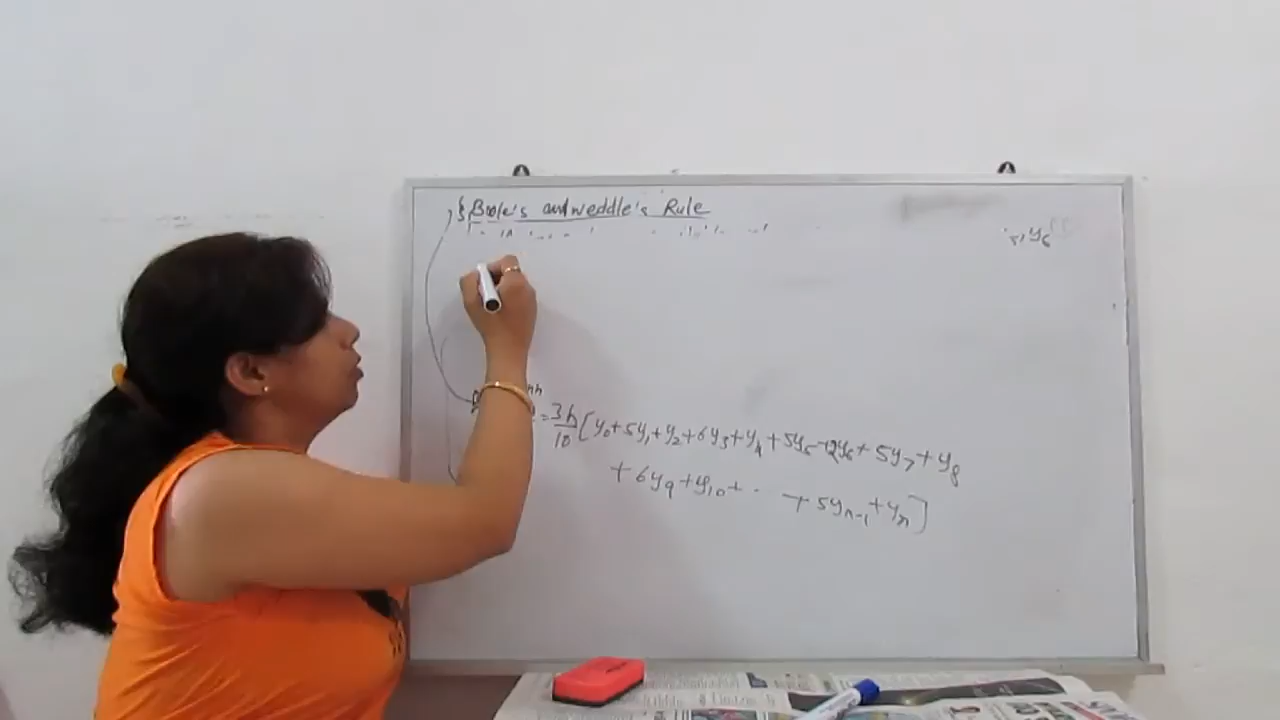 Boole's and weddle's Rule
y₆
= 3h/10 [y₀+5y₁+y₂+6y₃+y₄+5y₅+2y₆+5y₇+y₈
+6y₉+y₁₀+.. +5yₙ₋₁+yₙ]